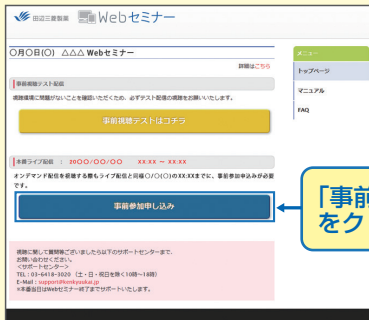 田辺三菱製薬 Webセミナー
〇月〇日(〇) △△△ Webセミナー
詳細はこちら
事前視聴テスト配信
視聴環境に問題がないことを確認いただくため、必ずテスト配信の視聴をお願いいたします。
事前視聴テストはコチラ
本番ライブ配信 : 20〇〇/〇〇/〇〇 XX:XX ~ XX:XX
オンデマンド配信を視聴する際もライブ配信と同様〇/〇(〇)のXX:XXまでに、事前参加申込みが必要
です。
事前参加申し込み
視聴に関して質問等ございましたら以下のサポートセンターまで、
お問い合わせください。
<サポートセンター>
TEL:03-6418-3020 (土・日・祝日を除く10時~18時)
E-Mail:support@kenkyuukai.jp
※本番当日はWebセミナー終了までサポートいたします。
メニュー
トップページ
マニュアル
FAQ
「事前
をク